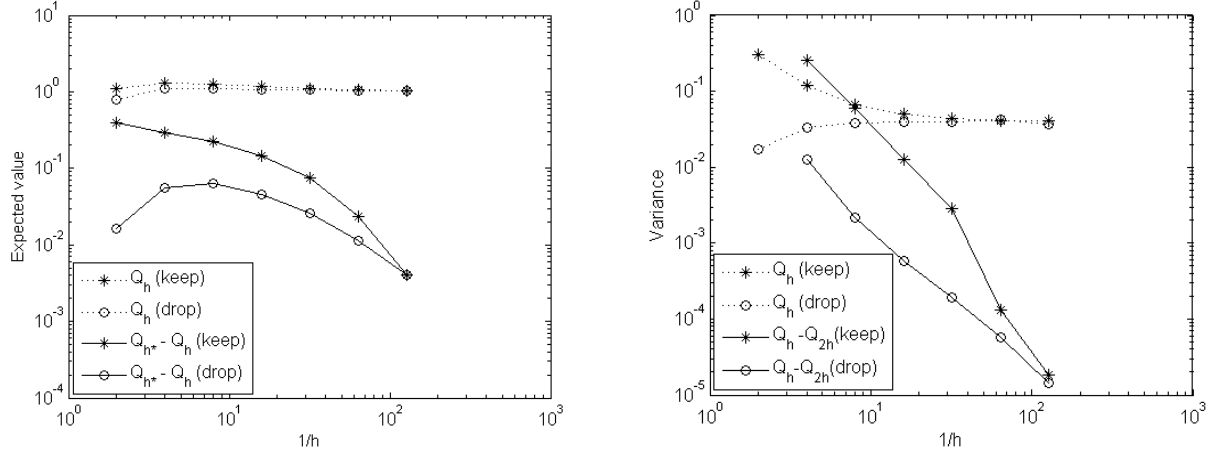 10^1
10^0
10^-1
10^-2
10^-3
10^-4
Expected value
Q_h (keep)
Q_h (drop)
Q_h* - Q_h (keep)
Q_h* - Q_h (drop)
10^0
10^1
10^2
10^3
1/h
10^0
10^-1
10^-2
10^-3
10^-4
10^-5
Variance
Q_h (keep)
Q_h (drop)
Q_h -Q_2h(keep)
Q_h-Q_2h(drop)
10^0
10^1
10^2
10^3
1/h